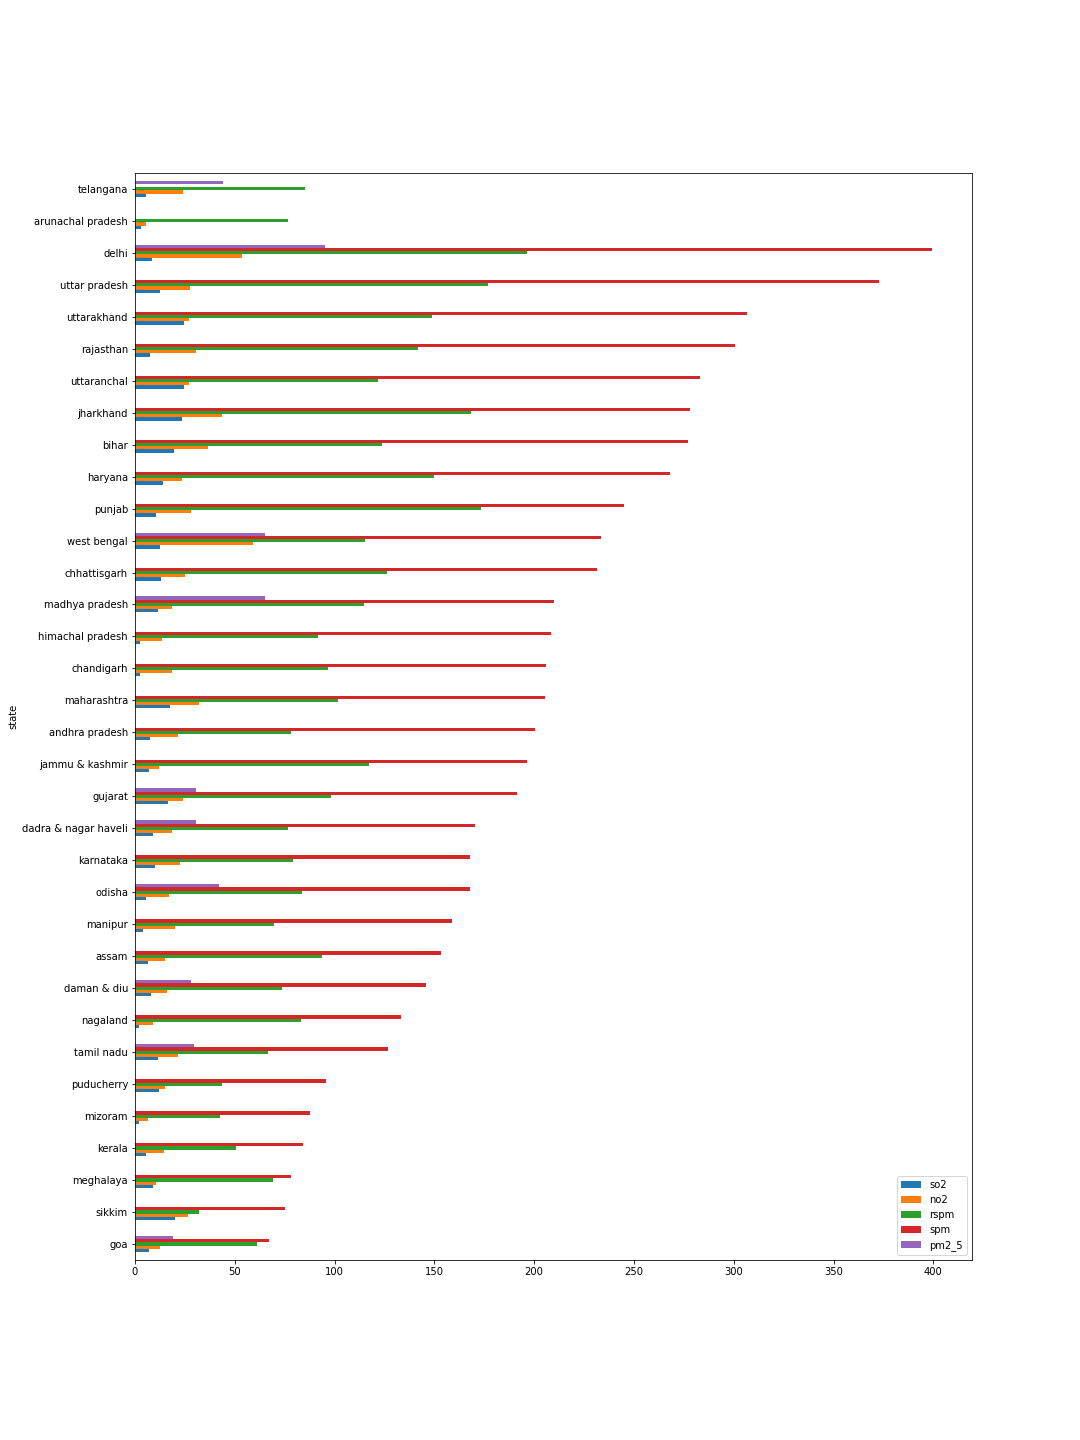 telangana
arunachal pradesh
delhi
uttar pradesh
uttarakhand
rajasthan
uttaranchal
jharkhand
bihar
haryana
punjab
west bengal
chhattisgarh
madhya pradesh
himachal pradesh
chandigarh
maharashtra
andhra pradesh
jammu & kashmir
gujarat
dadra & nagar haveli
karnataka
odisha
manipur
assam
daman & diu
nagaland
tamil nadu
puducherry
mizoram
kerala
meghalaya
sikkim
goa
state
0 50 100 150 200 250 300 350 400
so2
no2
rspm
spm
pm2_5